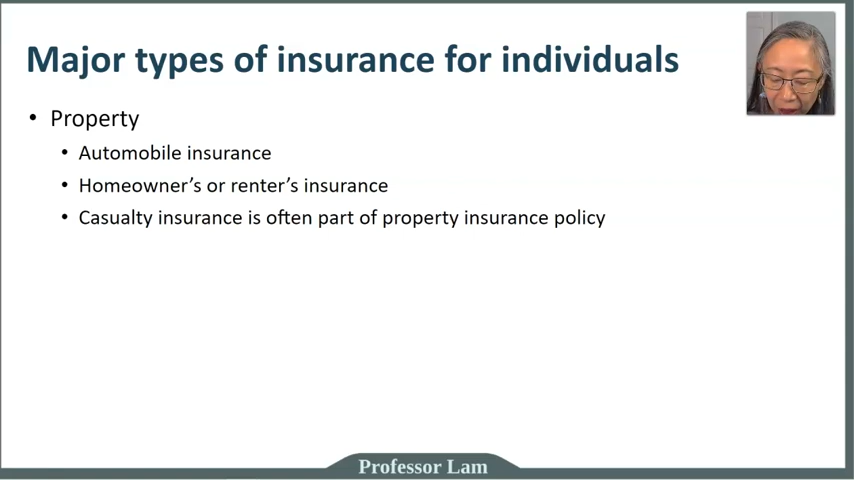 Major types of insurance for individuals
• Property
• Automobile insurance
• Homeowner’s or renter’s insurance
• Casualty insurance is often part of property insurance policy
Professor Lam